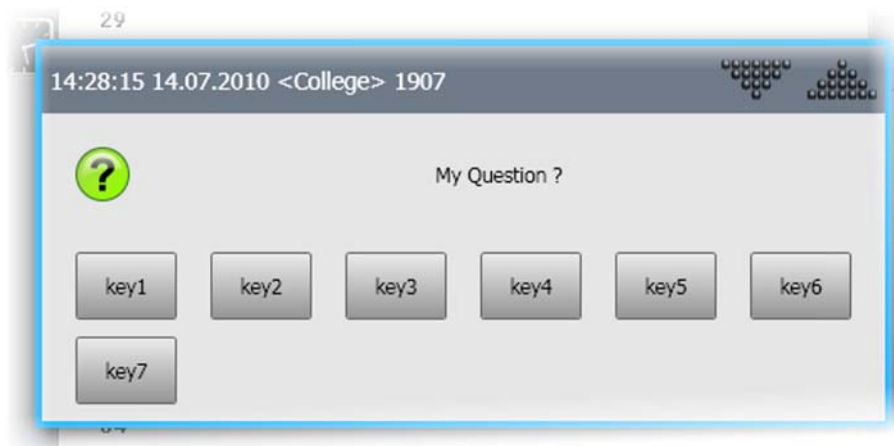 29
14:28:15 14.07.2010 <College> 1907
?
My Question ?
key1 key2 key3 key4 key5 key6
key7